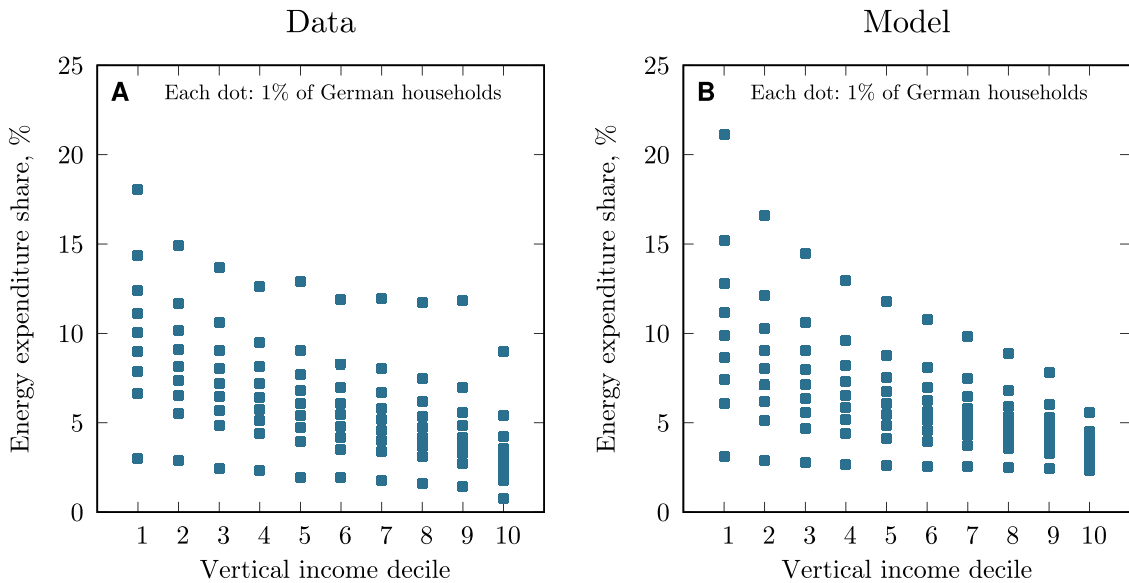 Data
A Each dot: 1% of German households
25
20
15
10
5
0
Energy expenditure share, %
1 2 3 4 5 6 7 8 9 10
Vertical income decile
Model
B Each dot: 1% of German households
25
20
15
10
5
0
Energy expenditure share, %
1 2 3 4 5 6 7 8 9 10
Vertical income decile